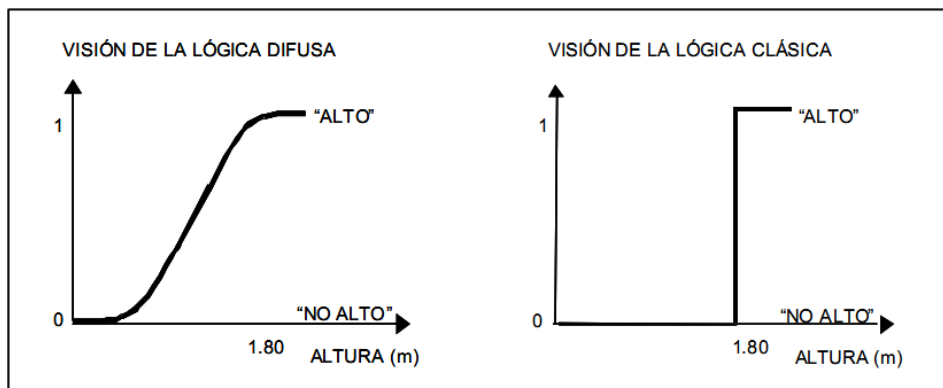 VISIÓN DE LA LÓGICA DIFUSA
1
"ALTO"
0
"NO ALTO"
1.80
ALTURA (m)
VISIÓN DE LA LÓGICA CLÁSICA
1
"ALTO"
0
"NO ALTO"
1.80
ALTURA (m)